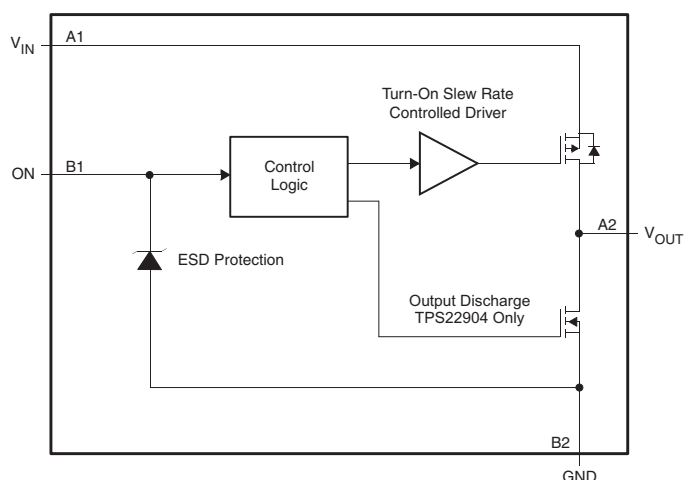 V_IN
A1
Turn-On Slew Rate
Controlled Driver
ON
B1
Control
Logic
A2
V_OUT
ESD Protection
Output Discharge
TPS22904 Only
B2
GND